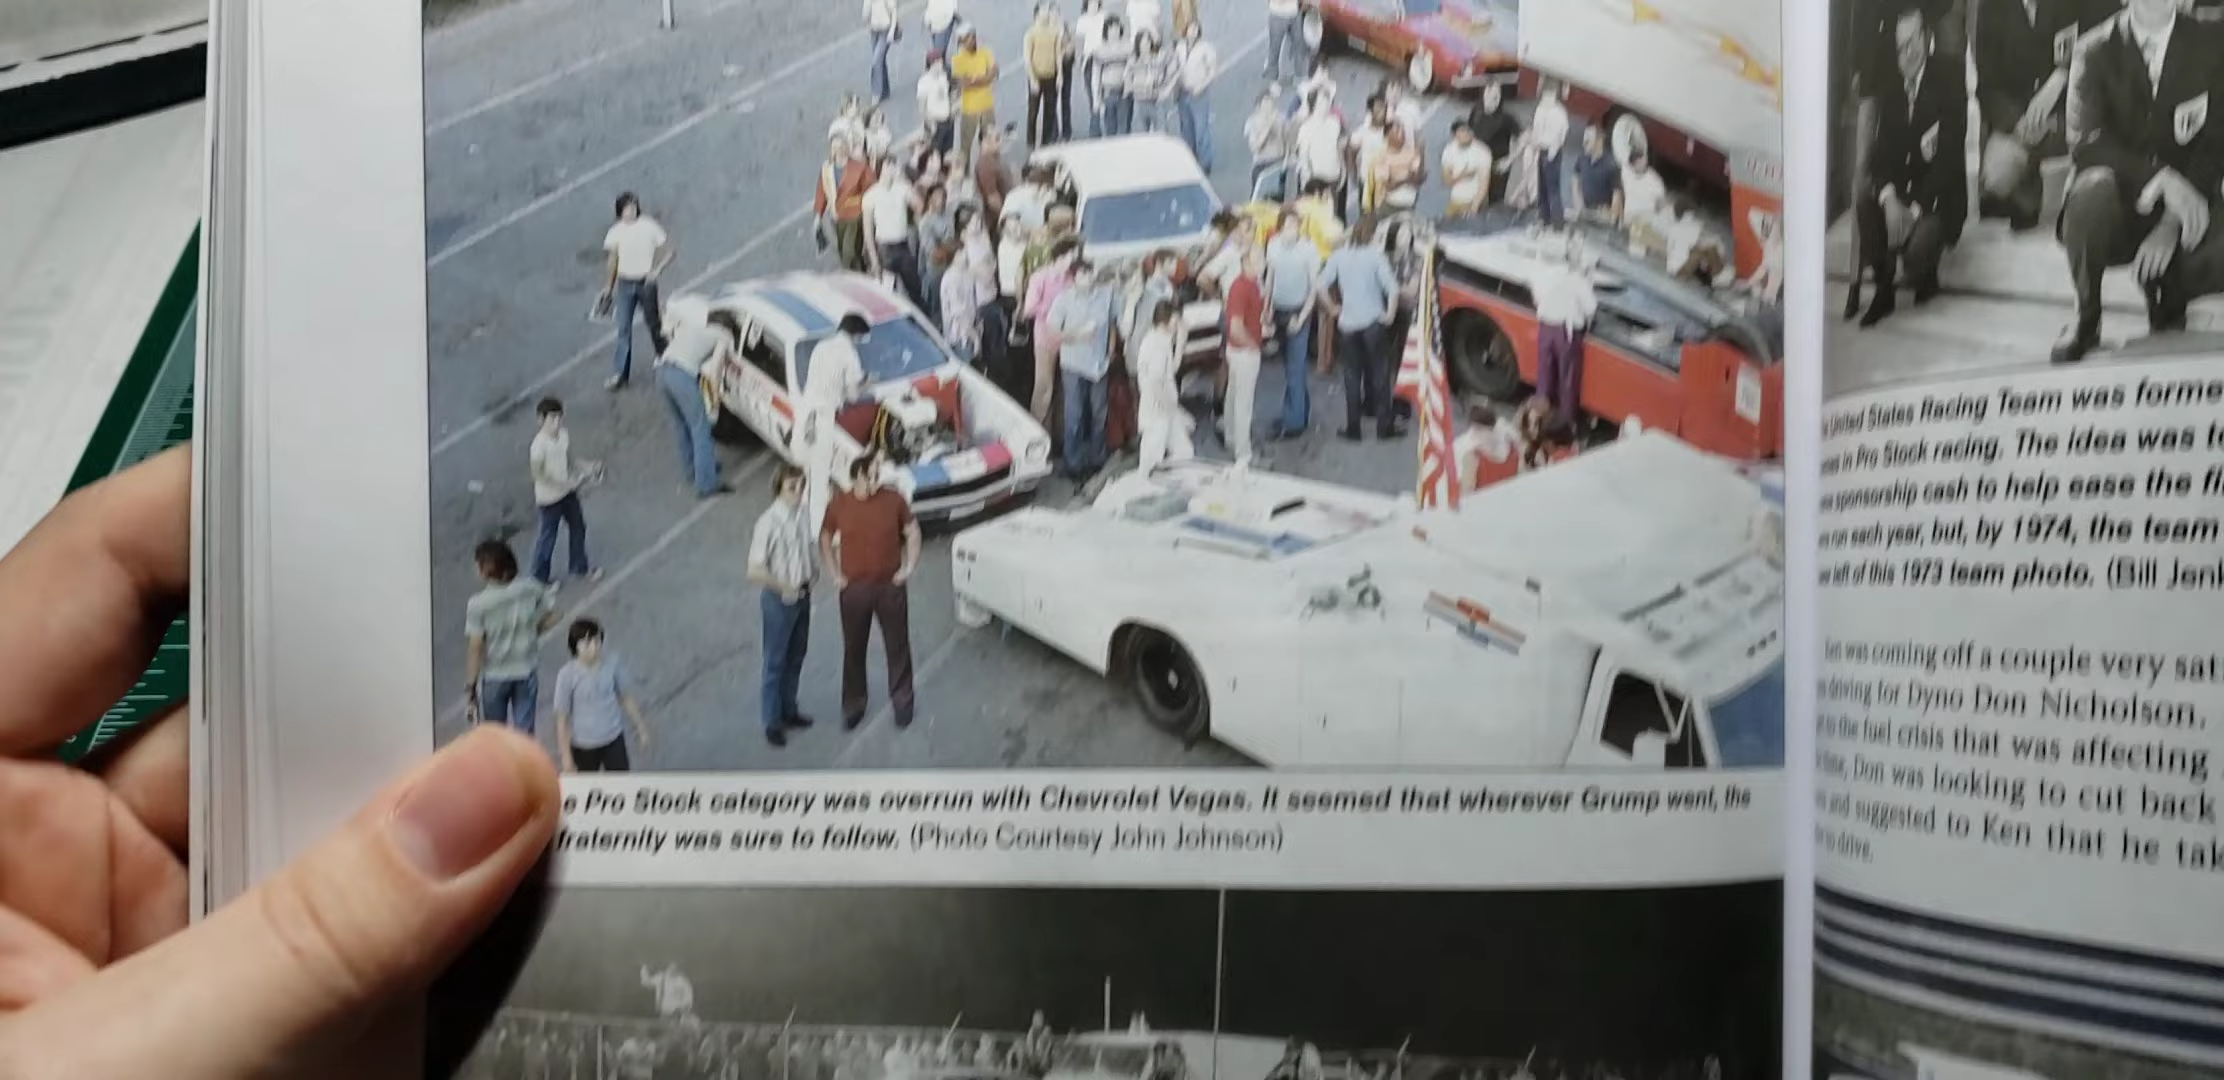 e Pro Stock category was overrun with Chevrolet Vegas. It seemed that wherever Grump went, the
fraternity was sure to follow. (Photo Courtesy John Johnson)
United States Racing Team was forme
in Pro Stock racing. The idea was to
sponsorship cash to help ease the fi
run each year, but, by 1974, the team
left of this 1973 team photo. (Bill Jenk
was coming off a couple very sat
driving for Dyno Don Nicholson.
to the fuel crisis that was affecting
Don was looking to cut back
and suggested to Ken that he tak
to drive.